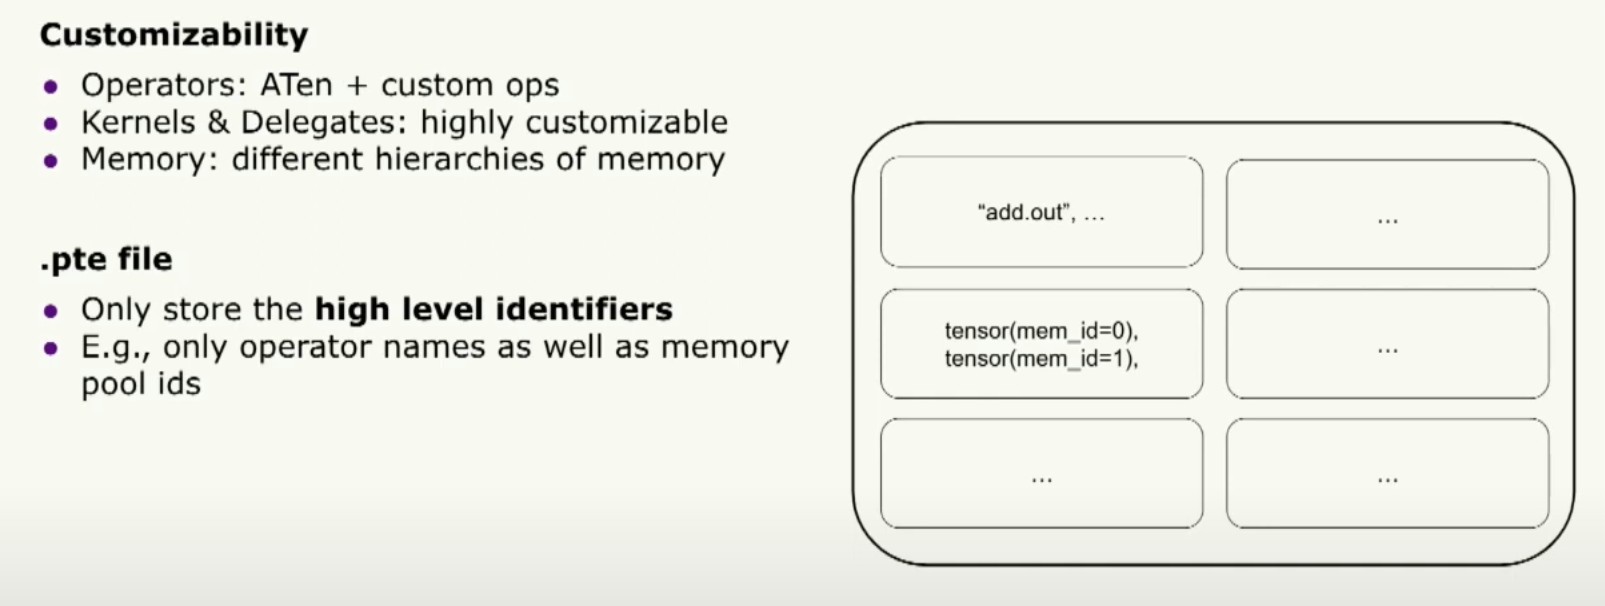 Customizability
• Operators: ATen + custom ops
• Kernels & Delegates: highly customizable
• Memory: different hierarchies of memory
.pte file
• Only store the high level identifiers
• E.g., only operator names as well as memory
pool ids
“add.out”, ...
...
tensor(mem_id=0),
tensor(mem_id=1),
...
...
...